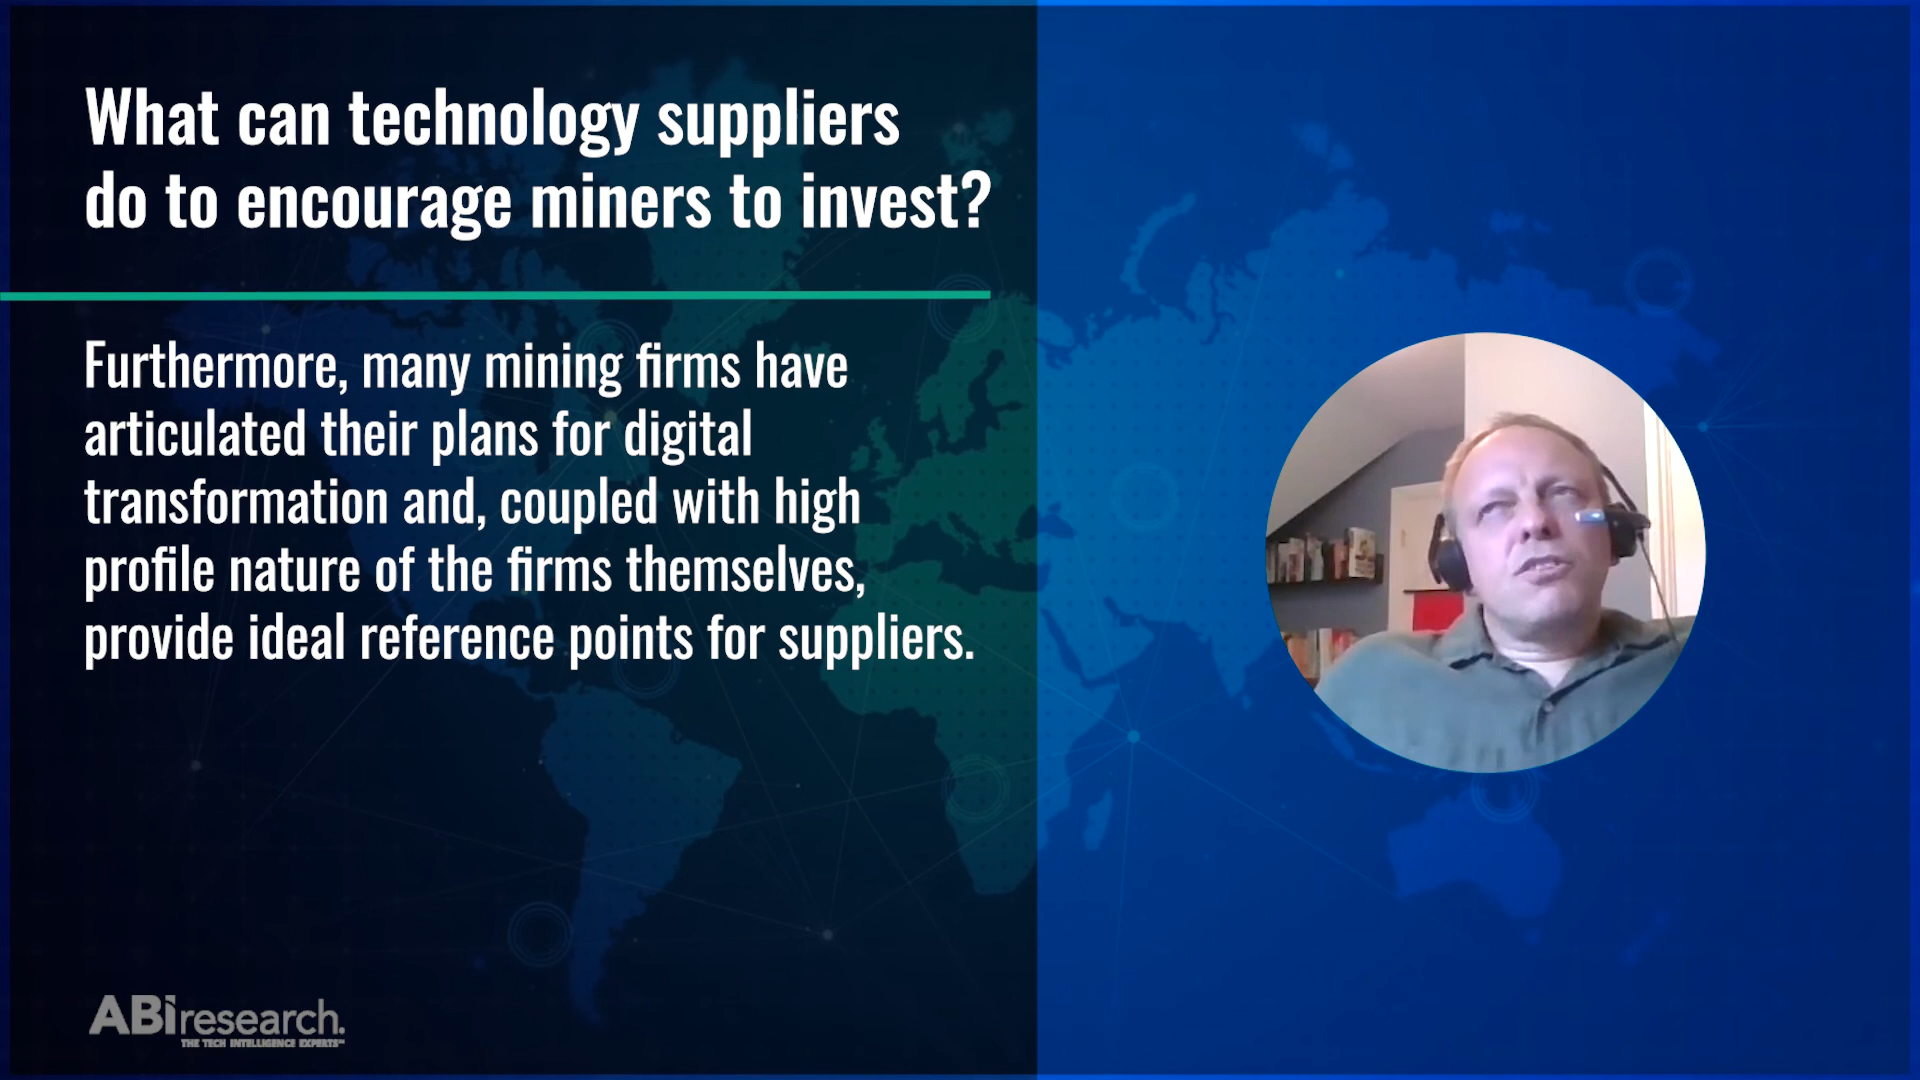 What can technology suppliers
do to encourage miners to invest?
Furthermore, many mining firms have
articulated their plans for digital
transformation and, coupled with high
profile nature of the firms themselves,
provide ideal reference points for suppliers.
ABiresearch.
THE TECH INTELLIGENCE EXPERTS℠